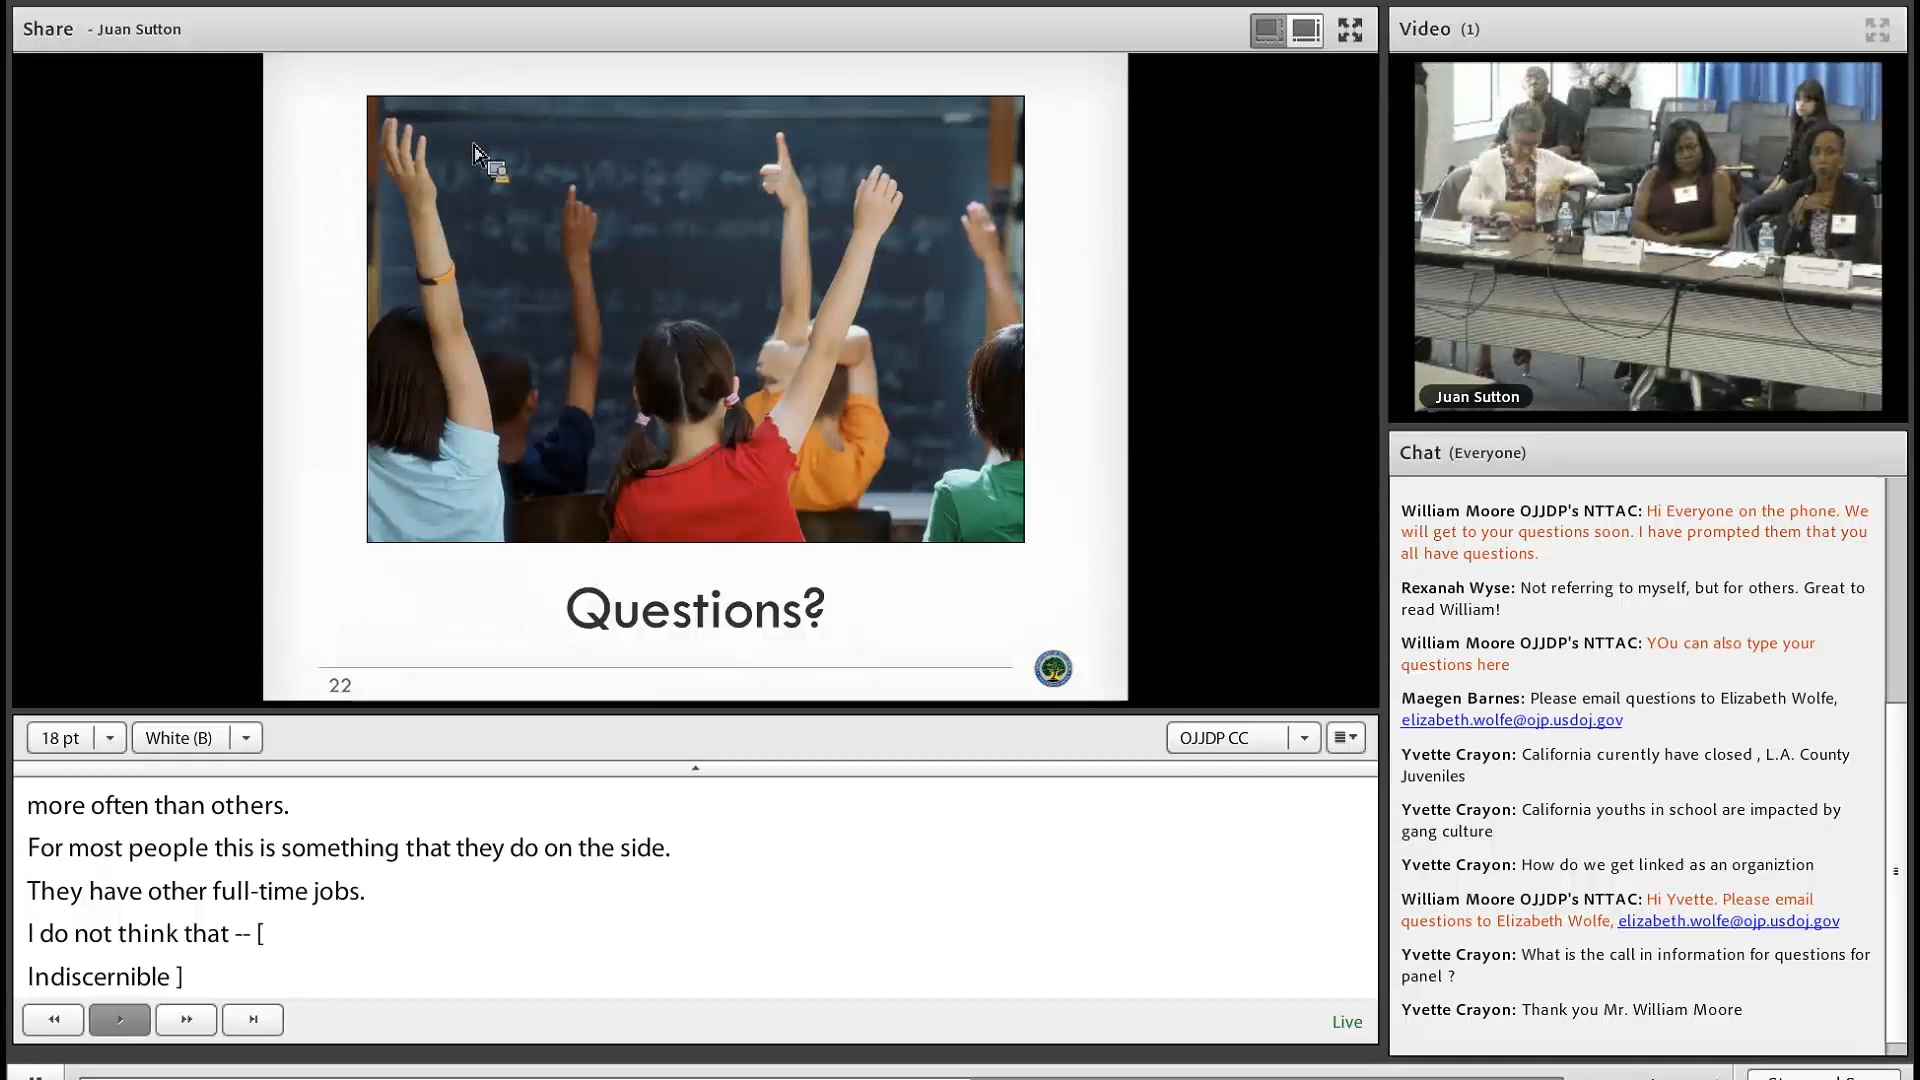 Share - Juan Sutton
Questions?
22
18 pt
White (B)
OJJDP CC
more often than others.
For most people this is something that they do on the side.
They have other full-time jobs.
I do not think that -- [
Indiscernible ]
Live
Video (1)
Juan Sutton
Chat (Everyone)
William Moore OJJDP's NTTAC: Hi Everyone on the phone. We
will get to your questions soon. I have prompted them that you
all have questions.
Rexanah Wyse: Not referring to myself, but for others. Great to
read William!
William Moore OJJDP's NTTAC: YOu can also type your
questions here
Maegen Barnes: Please email questions to Elizabeth Wolfe,
elizabeth.wolfe@ojp.usdoj.gov
Yvette Crayon: California curently have closed , L.A. County
Juveniles
Yvette Crayon: California youths in school are impacted by
gang culture
Yvette Crayon: How do we get linked as an organiztion
William Moore OJJDP's NTTAC: Hi Yvette. Please email
questions to Elizabeth Wolfe, elizabeth.wolfe@ojp.usdoj.gov
Yvette Crayon: What is the call in information for questions for
panel ?
Yvette Crayon: Thank you Mr. William Moore